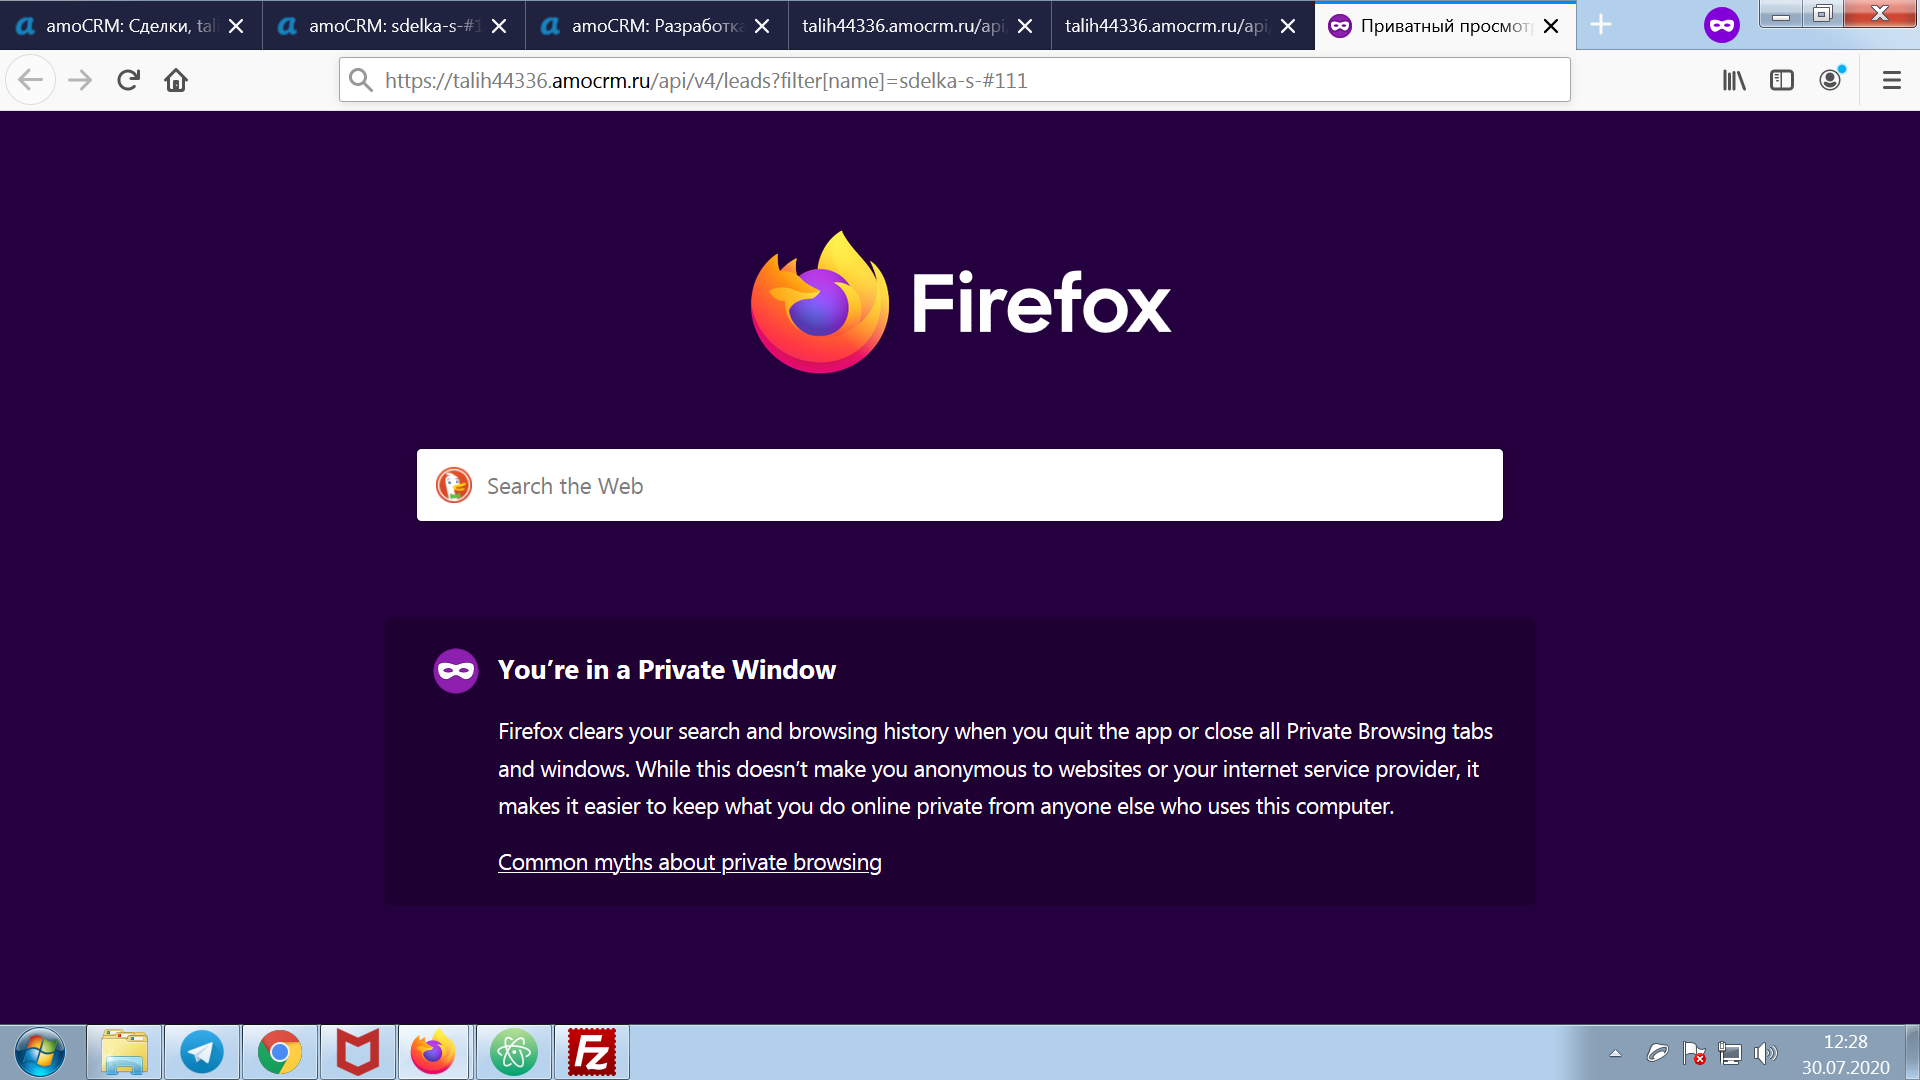 amoCRM: Сделки, tal
amoCRM: sdelka-s-#1
amoCRM: Разработка
talih44336.amocrm.ru/api
talih44336.amocrm.ru/api
Приватный просмот
https://talih44336.amocrm.ru/api/v4/leads?filter[name]=sdelka-s-#111
Firefox
Search the Web
You’re in a Private Window
Firefox clears your search and browsing history when you quit the app or close all Private Browsing tabs
and windows. While this doesn’t make you anonymous to websites or your internet service provider, it
makes it easier to keep what you do online private from anyone else who uses this computer.
Common myths about private browsing
Fz
12:28
30.07.2020